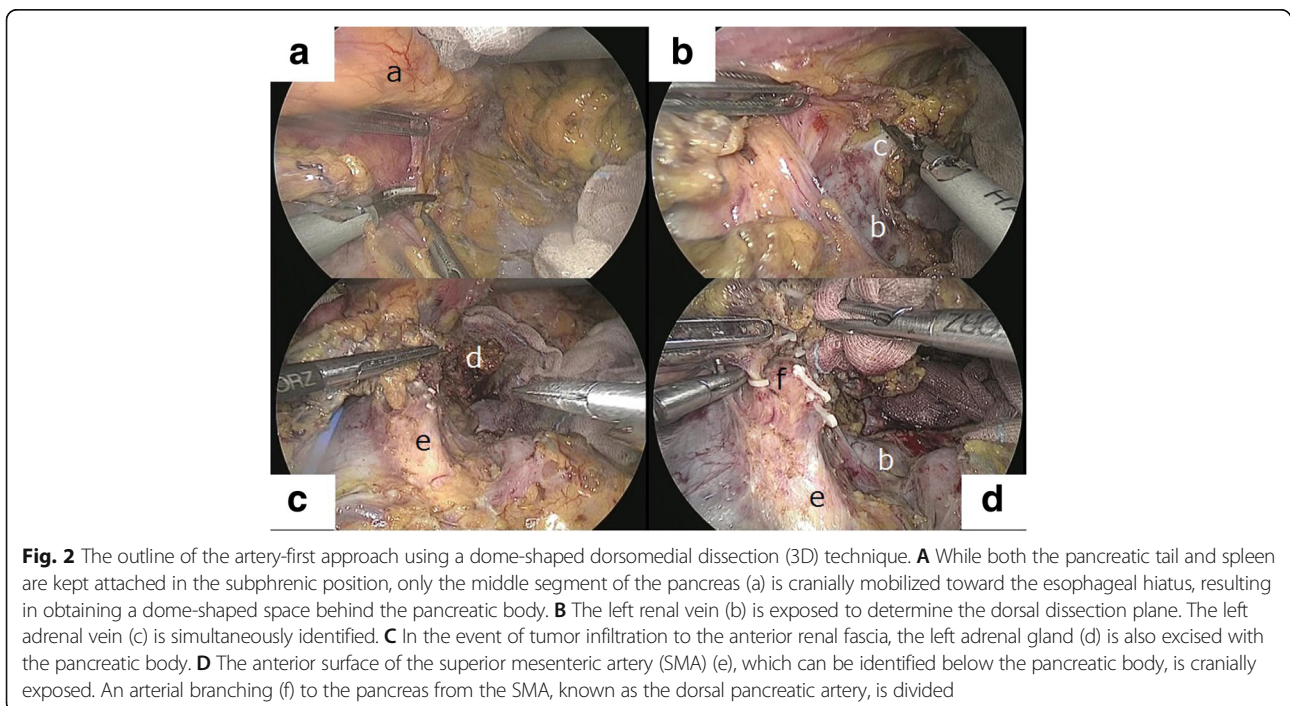 a
a
b
c
HA
b
d
ORZ
e
c
ZUO
f
b
e
d
Fig. 2 The outline of the artery-first approach using a dome-shaped dorsomedial dissection (3D) technique. A While both the pancreatic tail and spleen
are kept attached in the subphrenic position, only the middle segment of the pancreas (a) is cranially mobilized toward the esophageal hiatus, resulting
in obtaining a dome-shaped space behind the pancreatic body. B The left renal vein (b) is exposed to determine the dorsal dissection plane. The left
adrenal vein (c) is simultaneously identified. C In the event of tumor infiltration to the anterior renal fascia, the left adrenal gland (d) is also excised with
the pancreatic body. D The anterior surface of the superior mesenteric artery (SMA) (e), which can be identified below the pancreatic body, is cranially
exposed. An arterial branching (f) to the pancreas from the SMA, known as the dorsal pancreatic artery, is divided